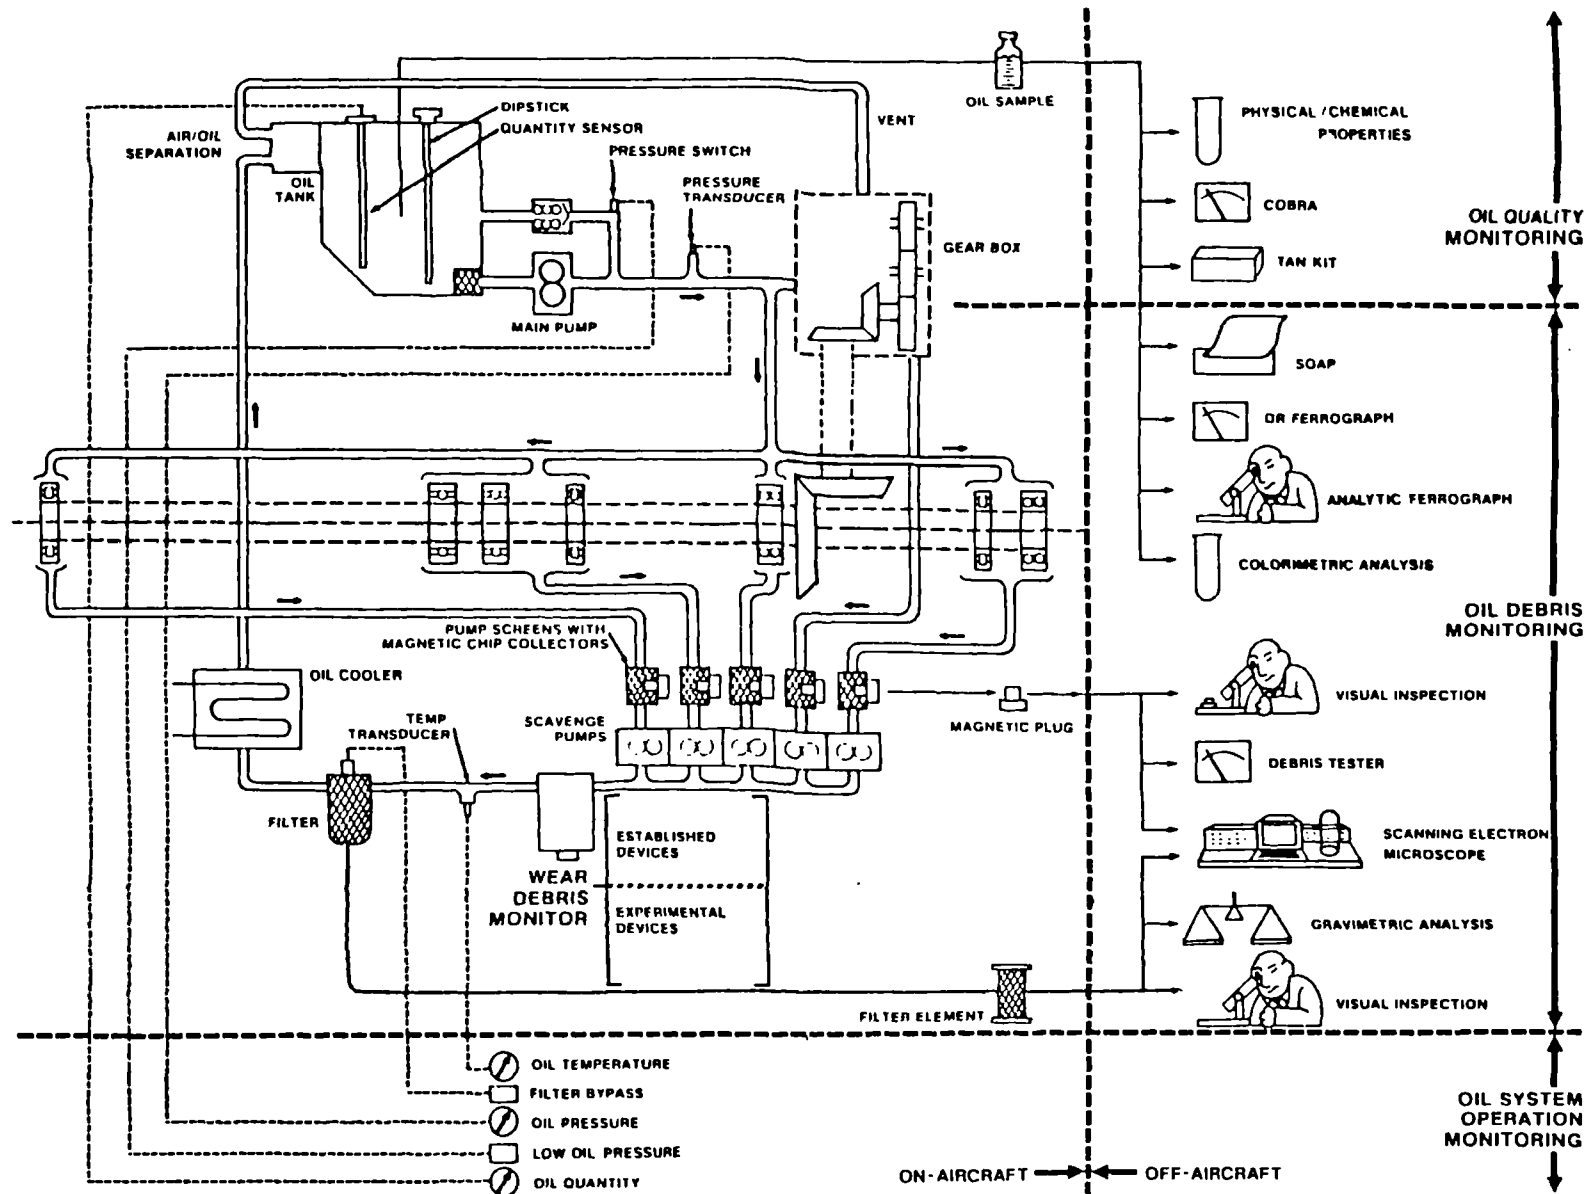 OIL SAMPLE
DIPSTICK
QUANTITY SENSOR
AIR/OIL
SEPARATION
OIL
TANK
PRESSURE SWITCH
PRESSURE
TRANSDUCER
VENT
GEAR BOX
MAIN PUMP
PHYSICAL/CHEMICAL
PROPERTIES
COBRA
TAN KIT
OIL QUALITY
MONITORING
SOAP
DR FERROGRAPH
ANALYTIC FERROGRAPH
COLORIMETRIC ANALYSIS
OIL DEBRIS
MONITORING
PUMP SCREENS WITH
MAGNETIC CHIP COLLECTORS
OIL COOLER
TEMP
TRANSDUCER
SCAVENGE
PUMPS
MAGNETIC PLUG
VISUAL INSPECTION
DEBRIS TESTER
FILTER
ESTABLISHED
DEVICES
WEAR
DEBRIS
MONITOR
EXPERIMENTAL
DEVICES
SCANNING ELECTRON
MICROSCOPE
GRAVIMETRIC ANALYSIS
FILTER ELEMENT
VISUAL INSPECTION
OIL TEMPERATURE
FILTER BYPASS
OIL PRESSURE
LOW OIL PRESSURE
OIL QUANTITY
OIL SYSTEM
OPERATION
MONITORING
ON-AIRCRAFT
OFF-AIRCRAFT